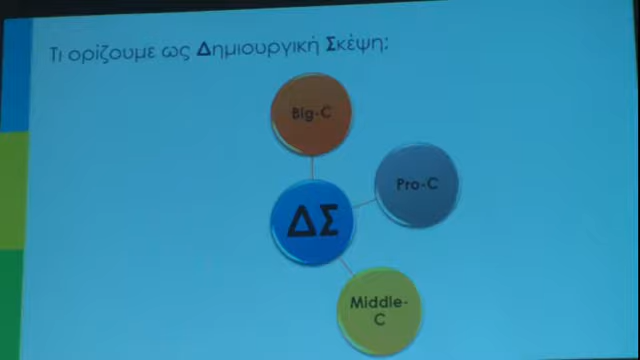 Τι ορίζουμε ως Δημιουργική Σκέψη;
Big-C
Pro-C
ΔΣ
Middle-
C